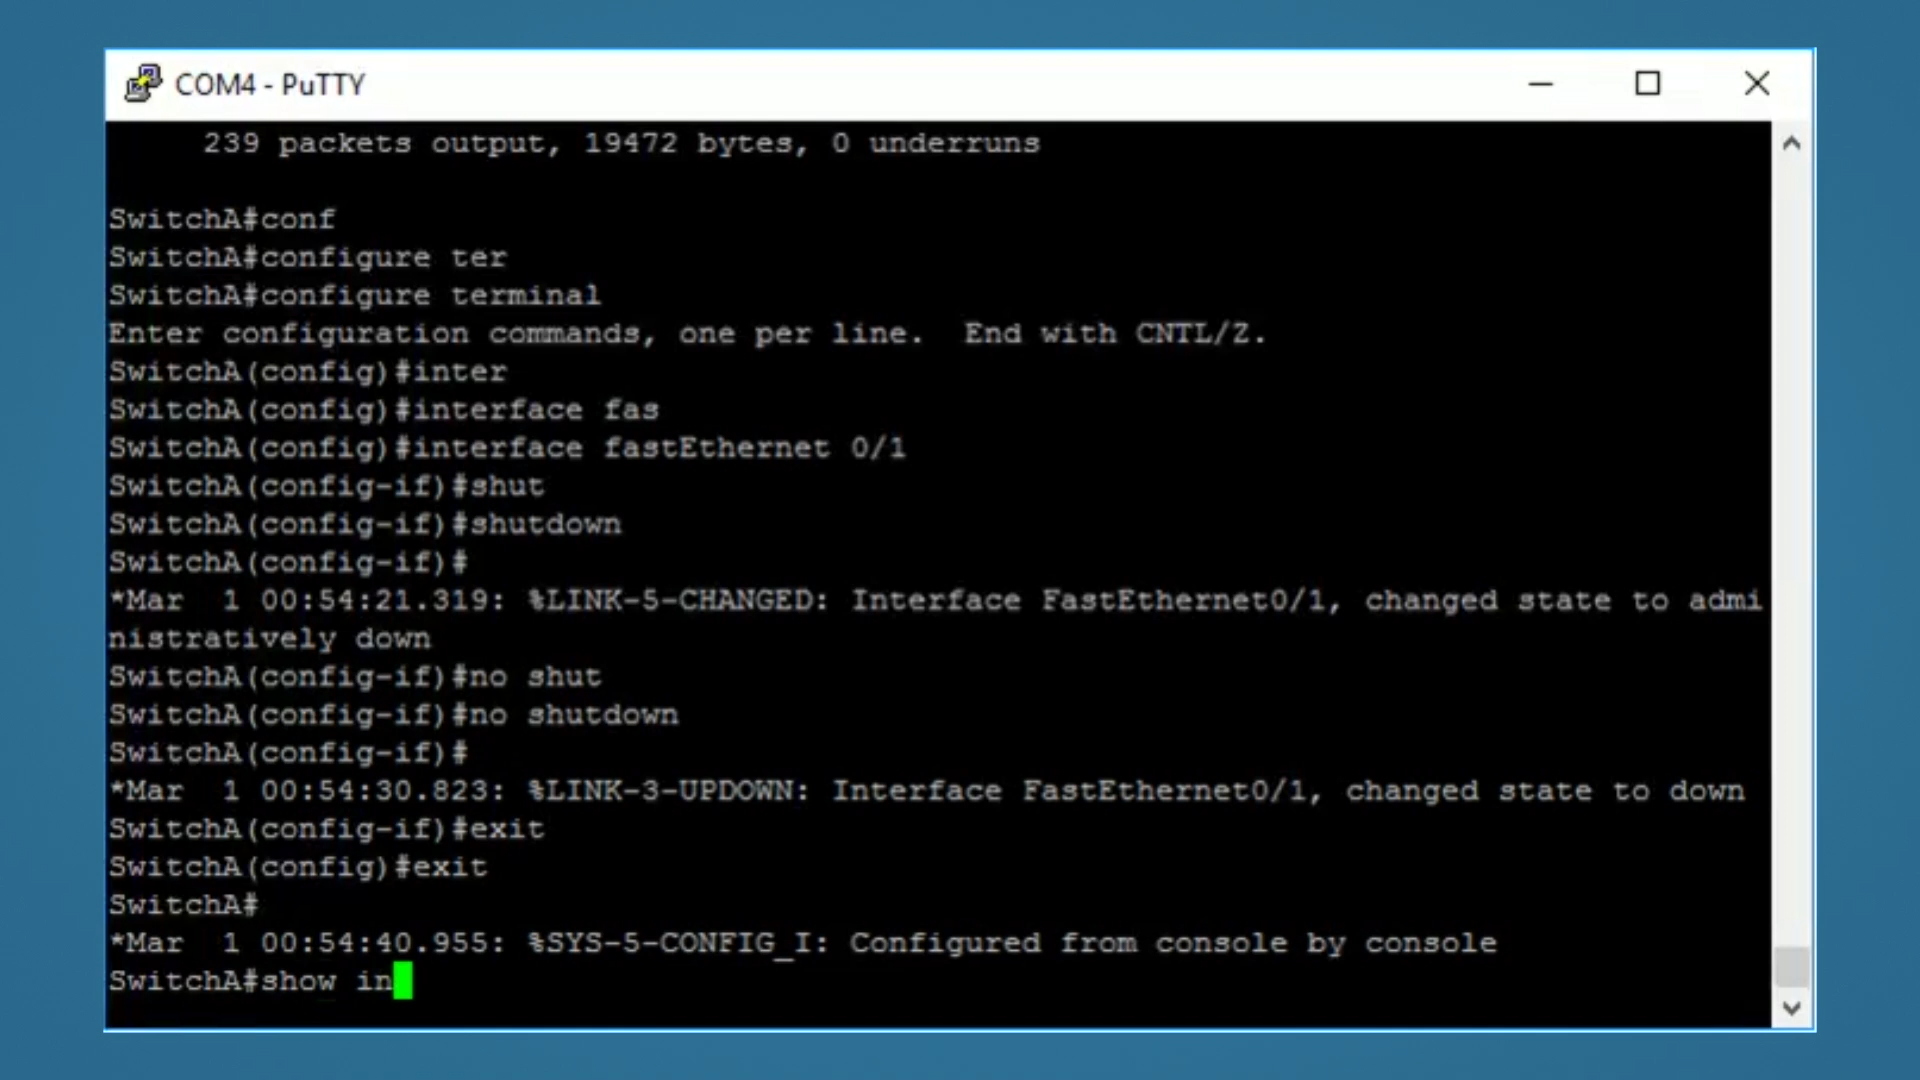 COM4 - PuTTY
239 packets output, 19472 bytes, 0 underruns
SwitchA#conf
SwitchA#configure ter
SwitchA#configure terminal
Enter configuration commands, one per line.  End with CNTL/Z.
SwitchA(config)#inter
SwitchA(config)#interface fas
SwitchA(config)#interface fastEthernet 0/1
SwitchA(config-if)#shut
SwitchA(config-if)#shutdown
SwitchA(config-if)#
*Mar  1 00:54:21.319: %LINK-5-CHANGED: Interface FastEthernet0/1, changed state to admi
nistratively down
SwitchA(config-if)#no shut
SwitchA(config-if)#no shutdown
SwitchA(config-if)#
*Mar  1 00:54:30.823: %LINK-3-UPDOWN: Interface FastEthernet0/1, changed state to down
SwitchA(config-if)#exit
SwitchA(config)#exit
SwitchA#
*Mar  1 00:54:40.955: %SYS-5-CONFIG_I: Configured from console by console
SwitchA#show in